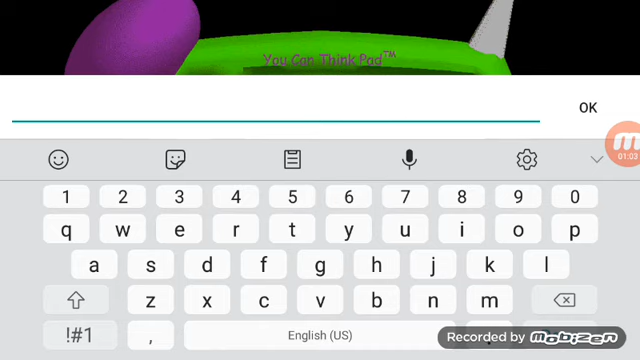 You Can Think Pad™
OK
01:03
1 2 3 4 5 6 7 8 9 0
q w e r t y u i o p
a s d f g h j k l
z x c v b n m
!#1 , English (US)
Recorded by mobizen